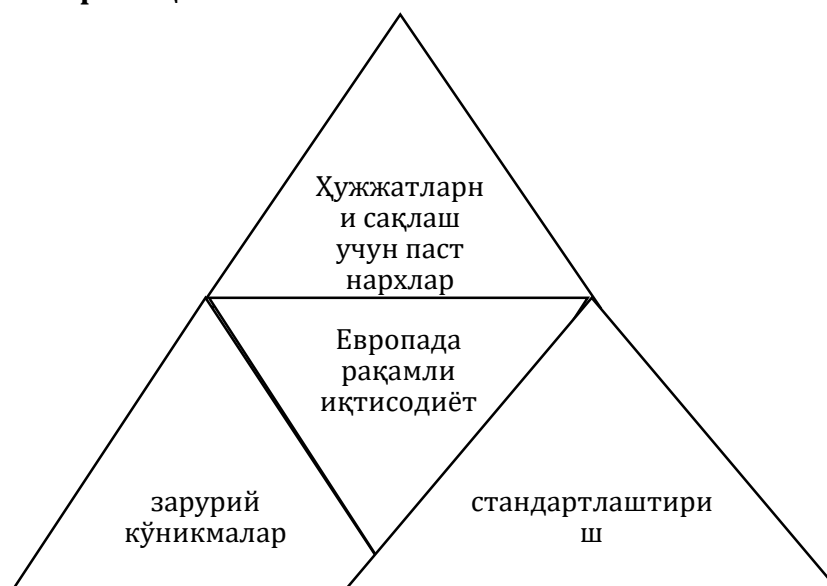 Ҳужжатларн
и сақлаш
учун паст
нархлар
Европада
рақамли
иқтисодиёт
зарурий
кўникмалар
стандартлаштири
ш